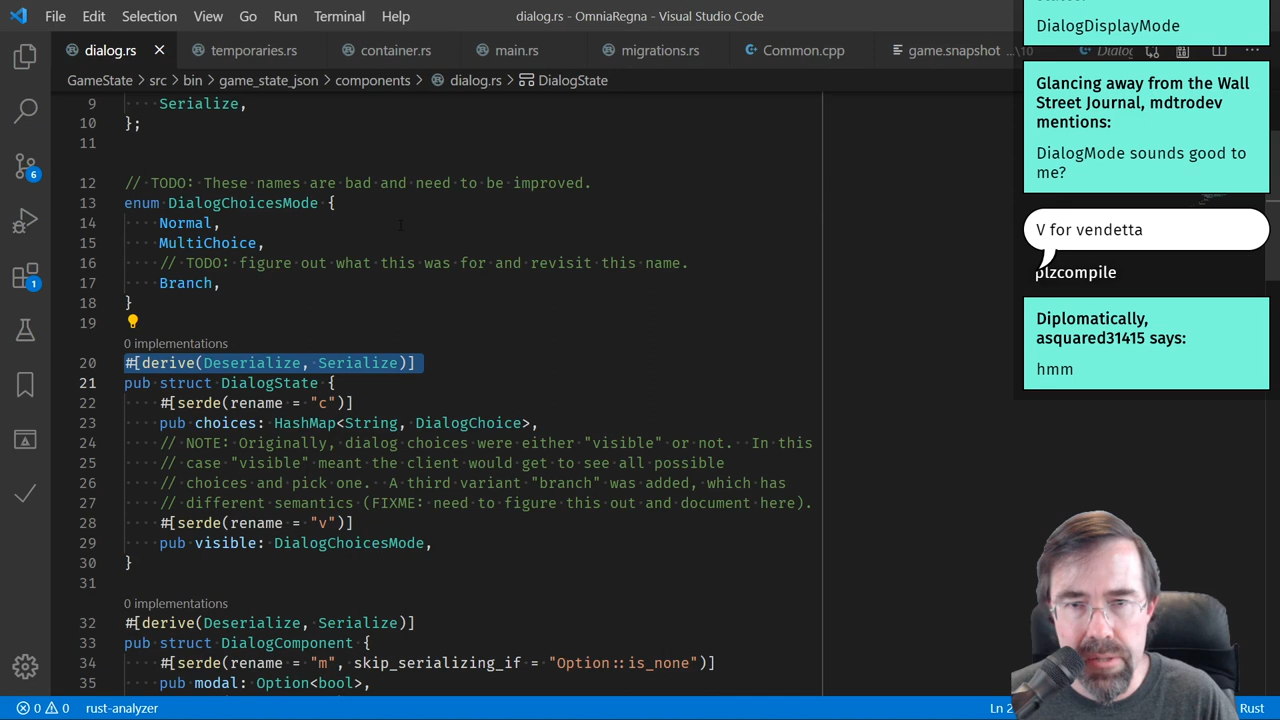 File Edit Selection View Go Run Terminal Help
dialog.rs • OmniaRegna - Visual Studio Code
dialog.rs temporaries.rs container.rs main.rs migrations.rs Common.cpp game.snapshot ...\10 Dialog
GameState > src > bin > game_state_json > components > dialog.rs > DialogState
9 Serialize,
10 };
11
12 // TODO: These names are bad and need to be improved.
13 enum DialogChoicesMode {
14 Normal,
15 MultiChoice,
16 // TODO: figure out what this was for and revisit this name.
17 Branch,
18 }
19
0 implementations
20 #[derive(Deserialize, Serialize)]
21 pub struct DialogState {
22 #[serde(rename = "c")]
23 pub choices: HashMap<String, DialogChoice>,
24 // NOTE: Originally, dialog choices were either "visible" or not. In this
25 // case "visible" meant the client would get to see all possible
26 // choices and pick one. A third variant "branch" was added, which has
27 // different semantics (FIXME: need to figure this out and document here).
28 #[serde(rename = "v")]
29 pub visible: DialogChoicesMode,
30 }
31
0 implementations
32 #[derive(Deserialize, Serialize)]
33 pub struct DialogComponent {
34 #[serde(rename = "m", skip_serializing_if = "Option::is_none")]
35 pub modal: Option<bool>,
6
1
0 0 rust-analyzer
Ln 2
Rust
DialogDisplayMode
Glancing away from the Wall
Street Journal, mdtrodev
mentions:
DialogMode sounds good to
me?
V for vendetta
plzcompile
Diplomatically,
asquared31415 says:
hmm